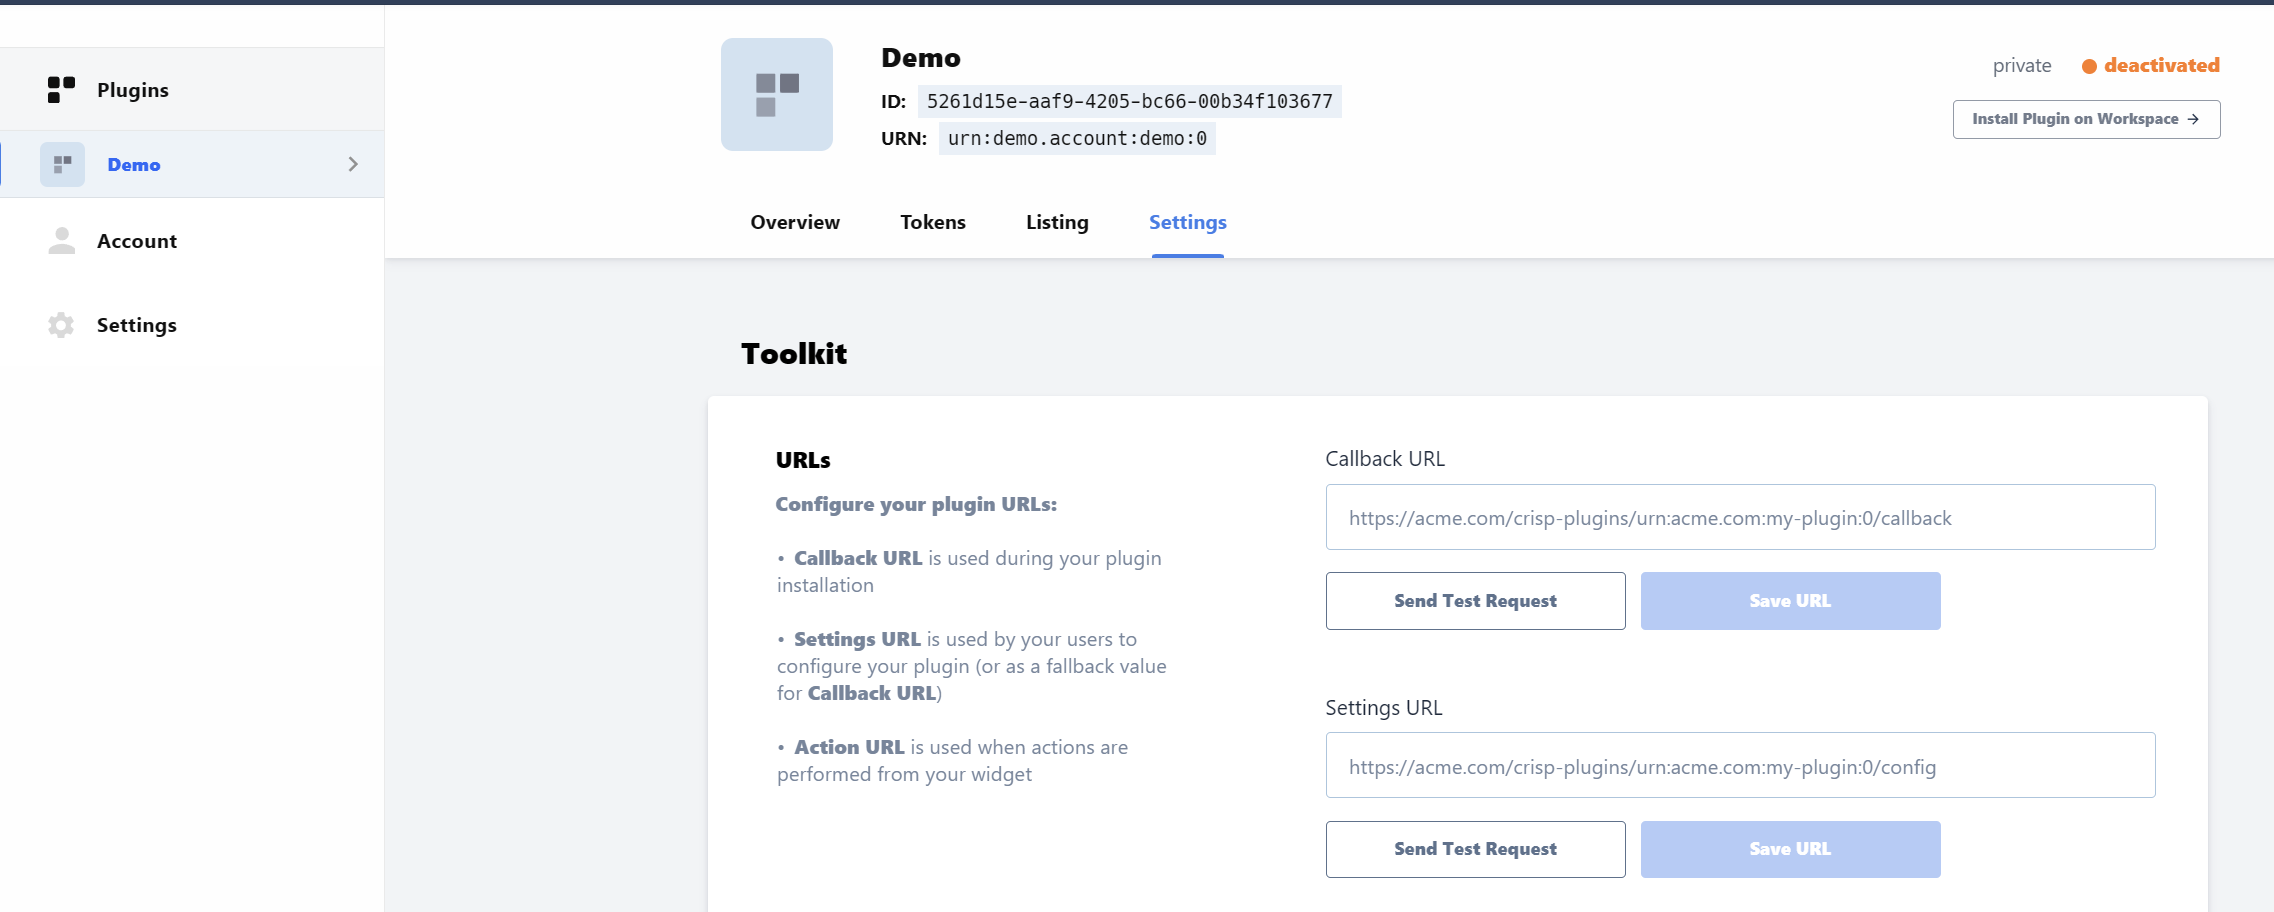 Plugins
Demo
Account
Settings
Demo
ID: 5261d15e-aaf9-4205-bc66-00b34f103677
URN: urn:demo.account:demo:0
private deactivated
Install Plugin on Workspace →
Overview Tokens Listing Settings
Toolkit
URLs
Configure your plugin URLs:
• Callback URL is used during your plugin
installation
• Settings URL is used by your users to
configure your plugin (or as a fallback value
for Callback URL)
• Action URL is used when actions are
performed from your widget
Callback URL
https://acme.com/crisp-plugins/urn:acme.com:my-plugin:0/callback
Send Test Request Save URL
Settings URL
https://acme.com/crisp-plugins/urn:acme.com:my-plugin:0/config
Send Test Request Save URL